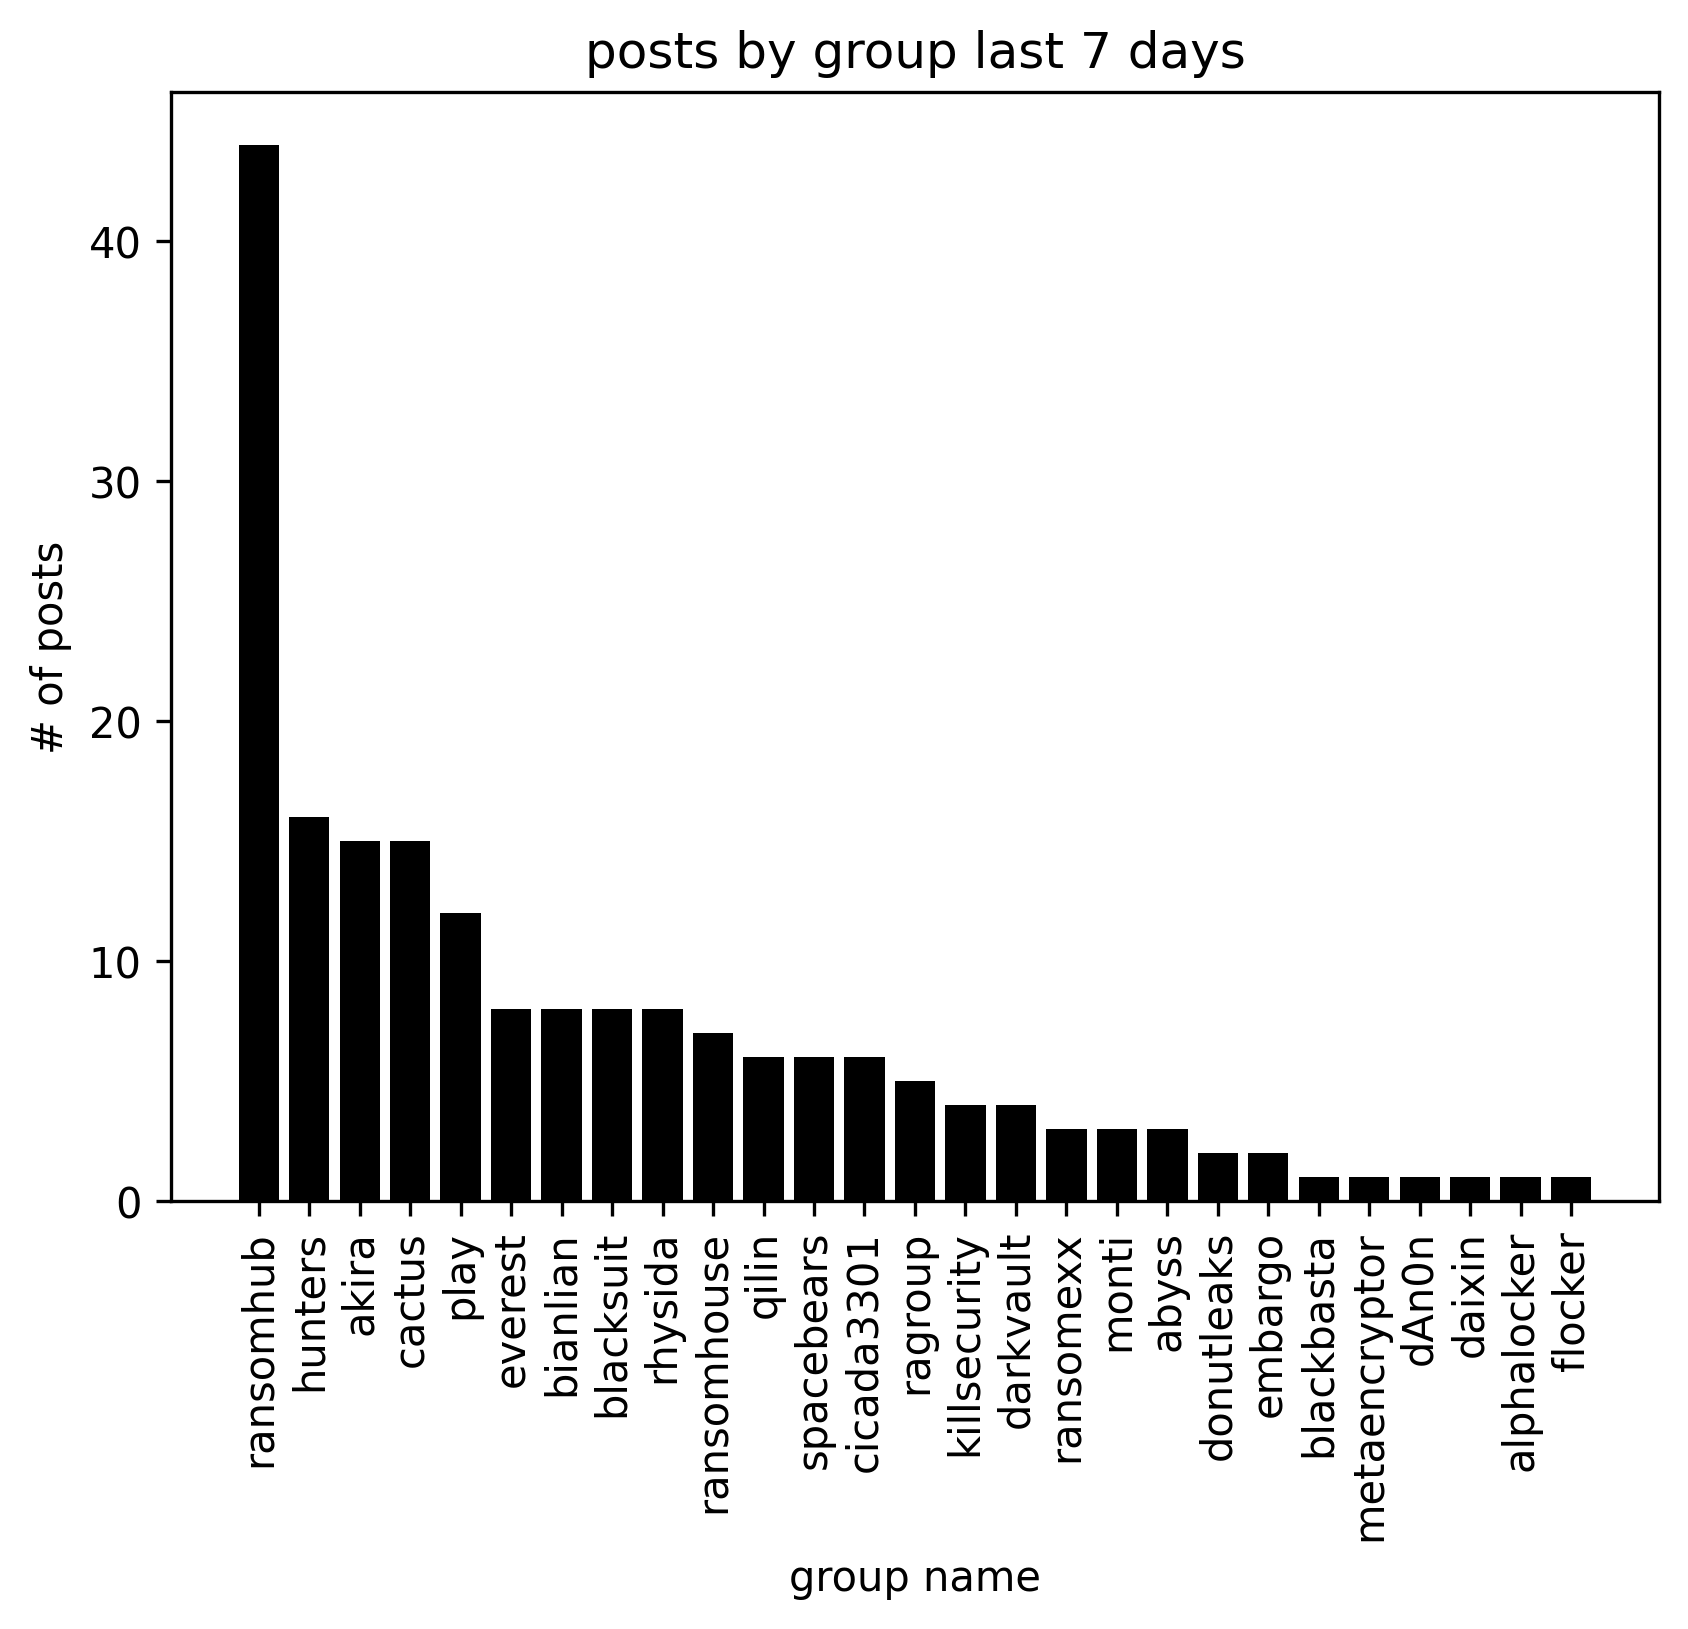 posts by group last 7 days
# of posts
40
30
20
10
0
ransomhub
hunters
akira
cactus
play
everest
bianlian
blacksuit
rhysida
ransomhouse
qilin
spacebears
cicada3301
ragroup
killsecurity
darkvault
ransomexx
monti
abyss
donutleaks
embargo
blackbasta
metaencryptor
dAn0n
daixin
alphalocker
flocker
group name